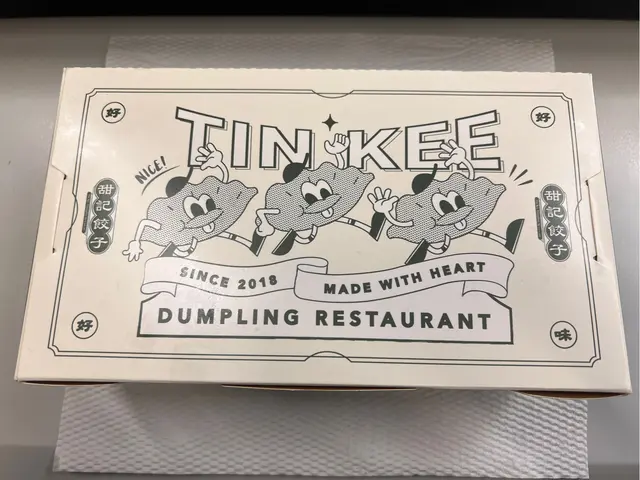 好
好
TIN KEE
NICE!
甜記餃子
甜記餃子
SINCE 2018
MADE WITH HEART
DUMPLING RESTAURANT
好
味